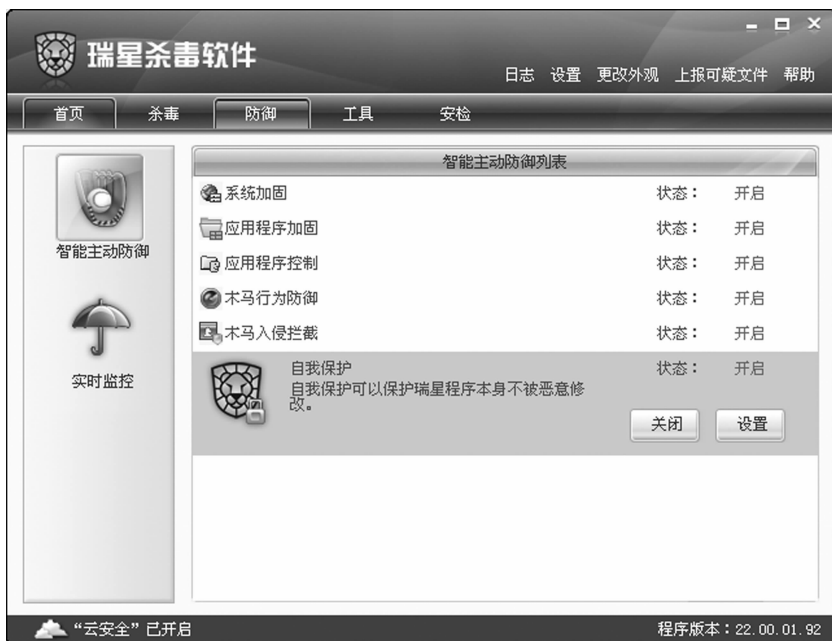 瑞星杀毒软件
日志 设置 更改外观 上报可疑文件 帮助
首页 杀毒 防御 工具 安检
智能主动防御
实时监控
智能主动防御列表
系统加固 状态： 开启
应用程序加固 状态： 开启
应用程序控制 状态： 开启
木马行为防御 状态： 开启
木马入侵拦截 状态： 开启
自我保护 状态： 开启
自我保护可以保护瑞星程序本身不被恶意修
改。
关闭 设置
“云安全”已开启 程序版本：22.00.01.92